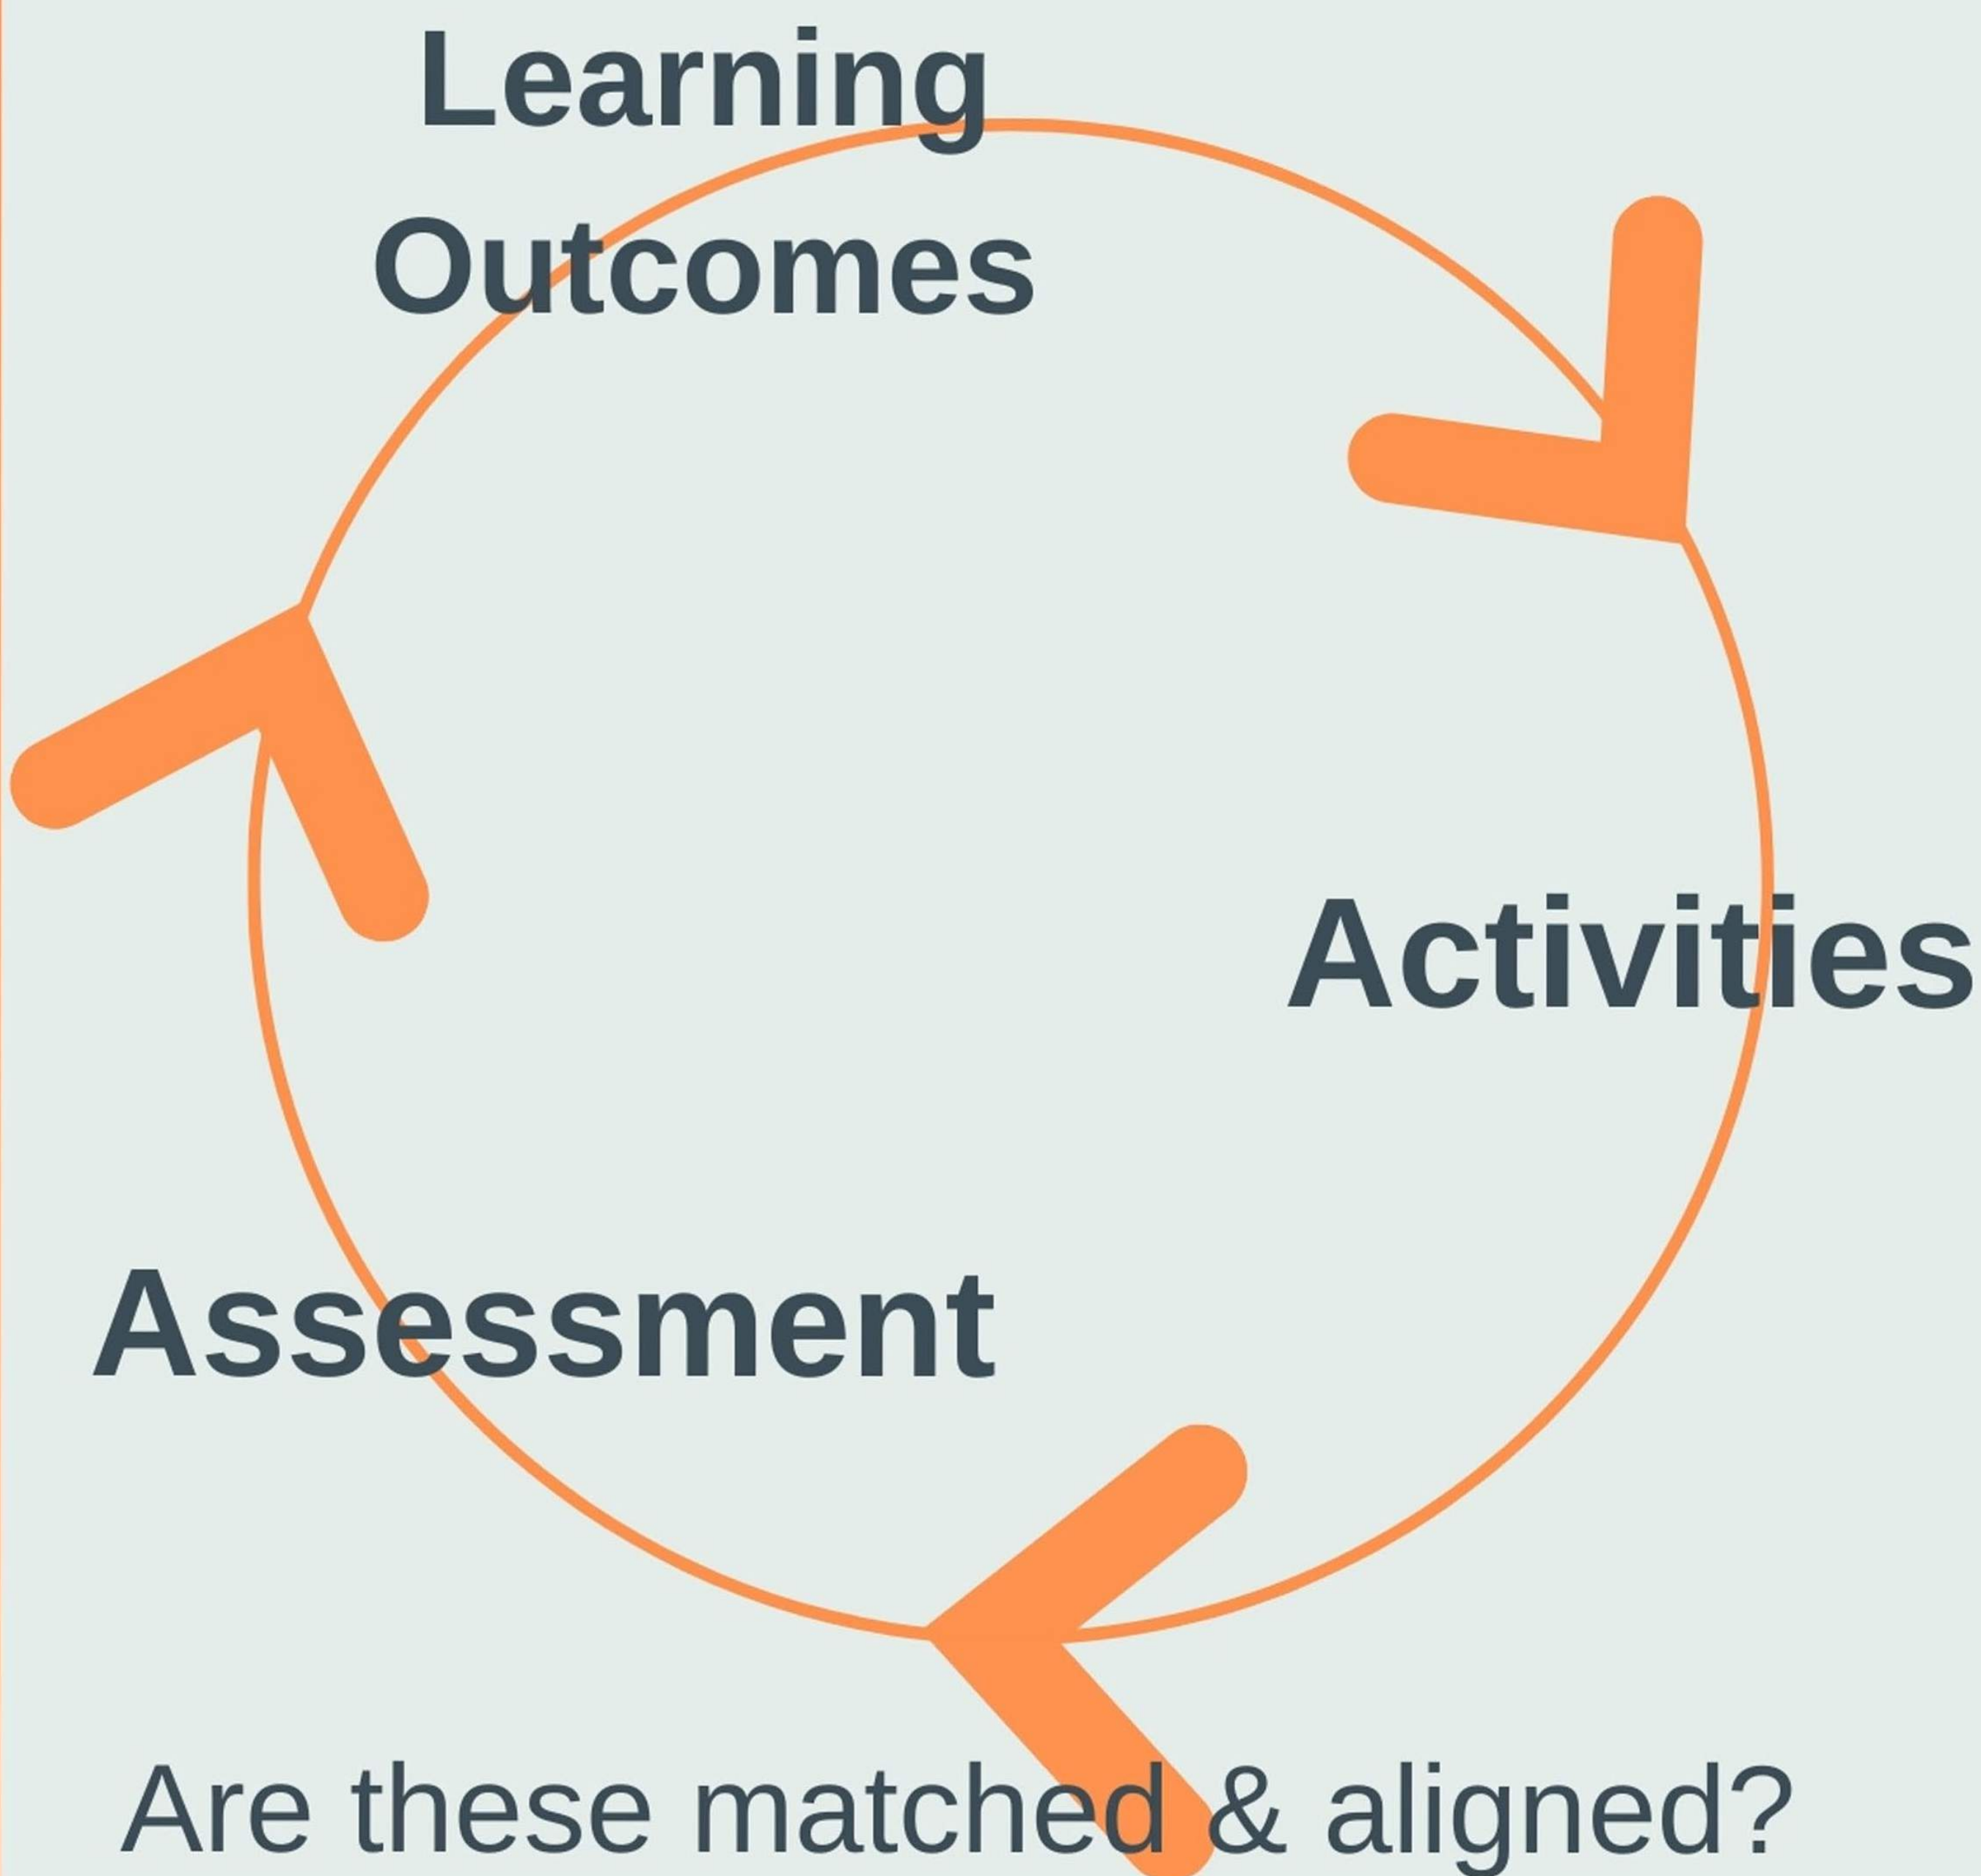 Learning
Outcomes
Activities
Assessment
Are these matched & aligned?